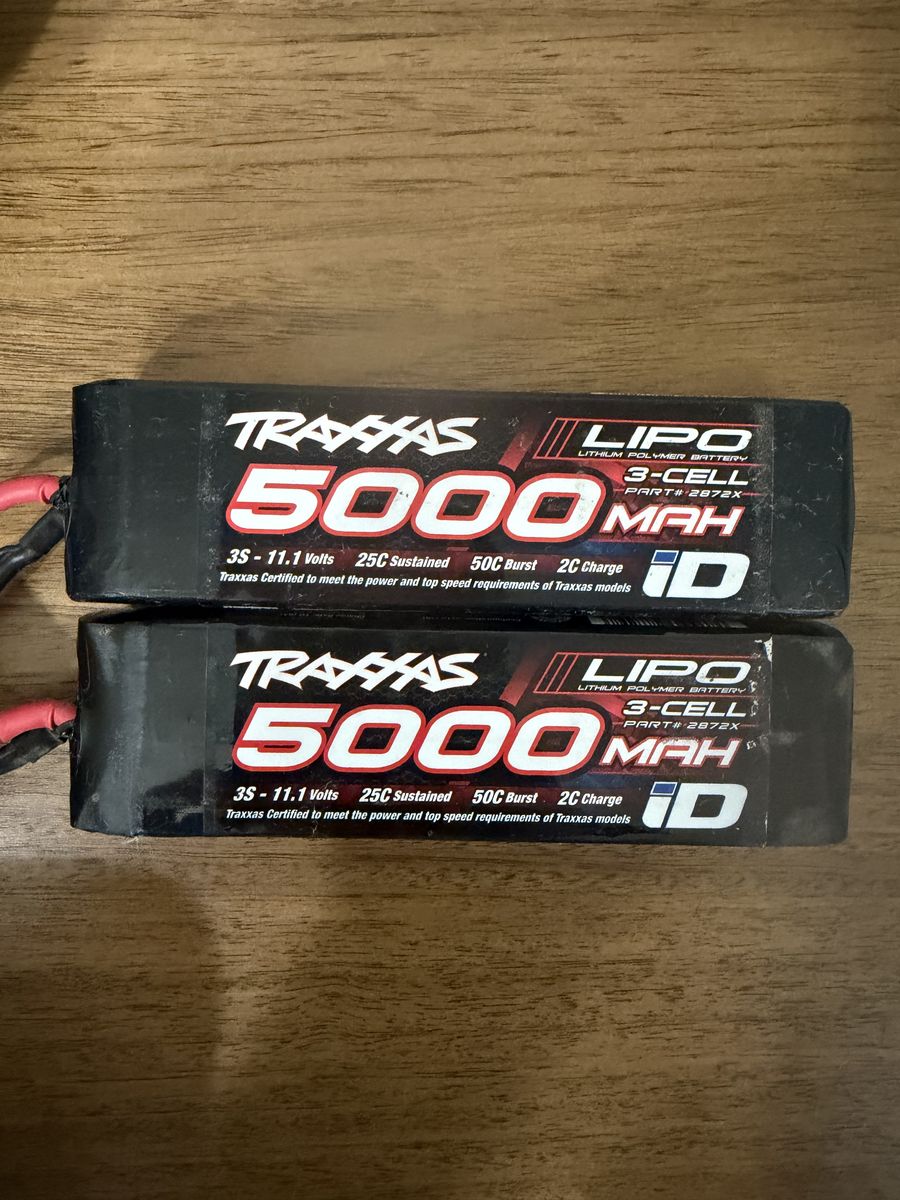 TRAXXAS
LIPO
LITHIUM POLYMER BATTERY
3-CELL
PART# 2872X
5000 MAH
3S - 11.1 Volts 25C Sustained 50C Burst 2C Charge
iD
Traxxas Certified to meet the power and top speed requirements of Traxxas models
TRAXXAS
LIPO
LITHIUM POLYMER BATTERY
3-CELL
PART# 2872X
5000 MAH
3S - 11.1 Volts 25C Sustained 50C Burst 2C Charge
iD
Traxxas Certified to meet the power and top speed requirements of Traxxas models